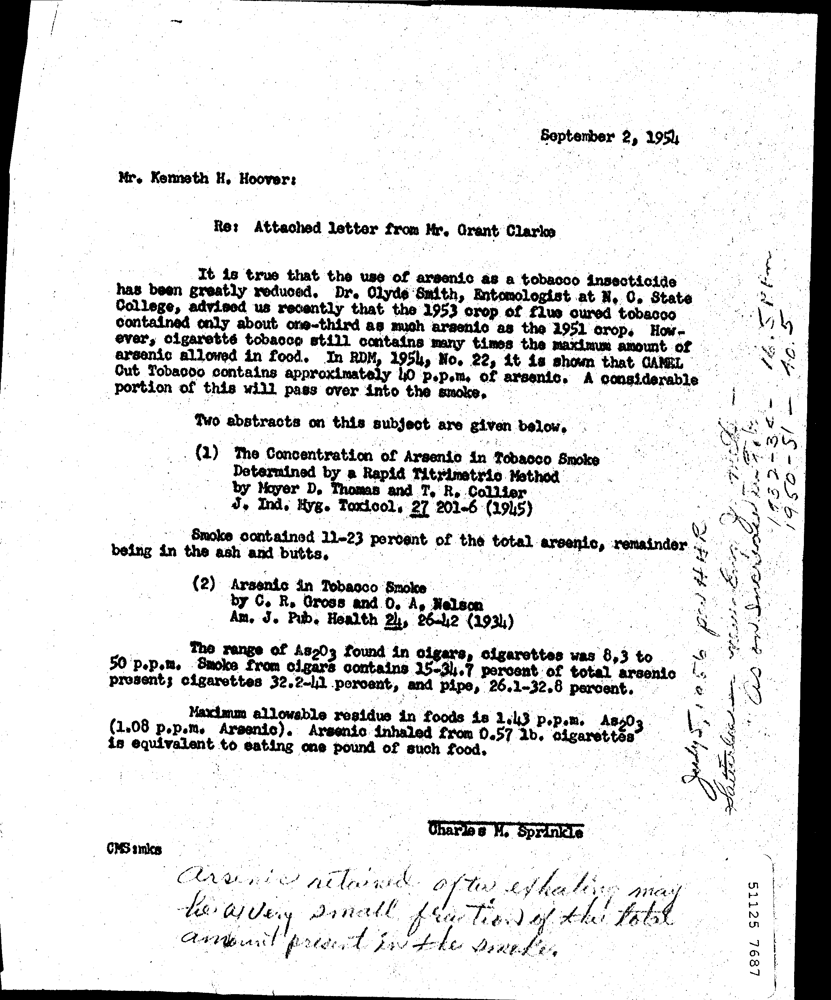 September 2, 1954
Mr. Kenneth H. Hoover:
Re: Attached letter from Mr. Grant Clarke
It is true that the use of arsenic as a tobacco insecticide
has been greatly reduced. Dr. Clyde Smith, Entomologist at N. C. State
College, advised us recently that the 1953 crop of flue cured tobacco
contained only about one-third as much arsenic as the 1951 crop. How-
ever, cigarette tobacco still contains many times the maximum amount of
arsenic allowed in food. In RDM, 1954, No. 22, it is shown that CAMEL
Cut Tobacco contains approximately 40 p.p.m. of arsenic. A considerable
portion of this will pass over into the smoke.
Two abstracts on this subject are given below.
(1) The Concentration of Arsenic in Tobacco Smoke
Determined by a Rapid Titrimetric Method
by Mayer D. Thomas and T. R. Collier
J. Ind. Hyg. Toxicol. 27 201-6 (1945)
Smoke contained 11-23 percent of the total arsenic, remainder
being in the ash and butts.
(2) Arsenic in Tobacco Smoke
by C. R. Gross and O. A. Nelson
Am. J. Pub. Health 24, 26-42 (1934)
The range of As2O3 found in cigars, cigarettes was 8,3 to
50 p.p.m. Smoke from cigars contains 15-34.7 percent of total arsenic
present; cigarettes 32.2-41 percent, and pipe, 26.1-32.8 percent.
Maximum allowable residue in foods is 1.43 p.p.m. As2O3
(1.08 p.p.m. Arsenic). Arsenic inhaled from 0.57 lb. cigarettes
is equivalent to eating one pound of such food.
Charles M. Sprinkle
CMS:mks
Arsenic retained after exhaling may
be a very small fraction of the total
amount present in the smoke.
July 5, 1956 per HHR
as on
1932-34 - 16.5 PPM
1950-51 - 40.5
51125 7687